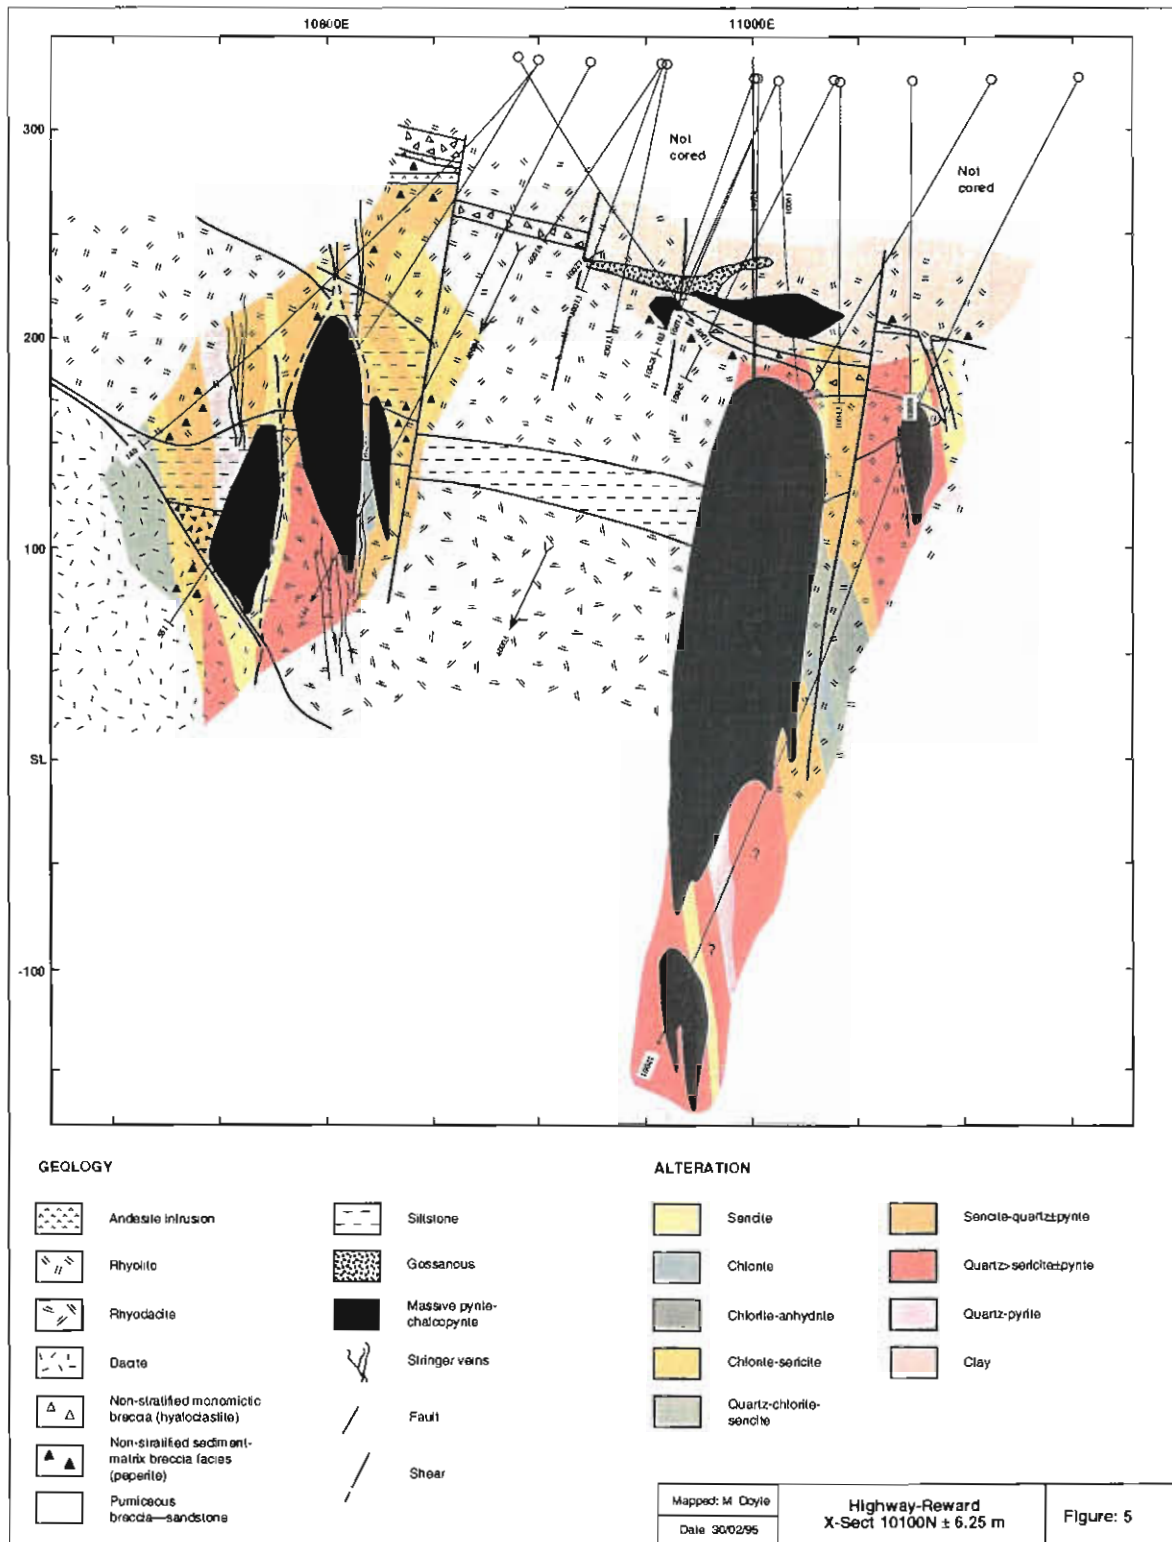 10800E 11000E
300
Not
cored
Not
cored
200
100
SL
?
?
-100
GEOLOGY
Andesite intrusion
Rhyolite
Rhyodacite
Dacite
Non-stratified monomictic
breccia (hyaloclastite)
Non-stratified sediment-
matrix breccia facies
(peperite)
Pumiceous
breccia—sandstone
Siltstone
Gossanous
Massive pyrite-
chalcopyrite
Stringer veins
Fault
Shear
ALTERATION
Sericite
Chlorite
Chlorite-anhydrite
Chlorite-sericite
Quartz-chlorite-
sericite
Sericite-quartz±pyrite
Quartz>sericite±pyrite
Quartz-pyrite
Clay
Mapped: M Doyle
Date 30/02/95
Highway-Reward
X-Sect 10100N ± 6.25 m
Figure: 5